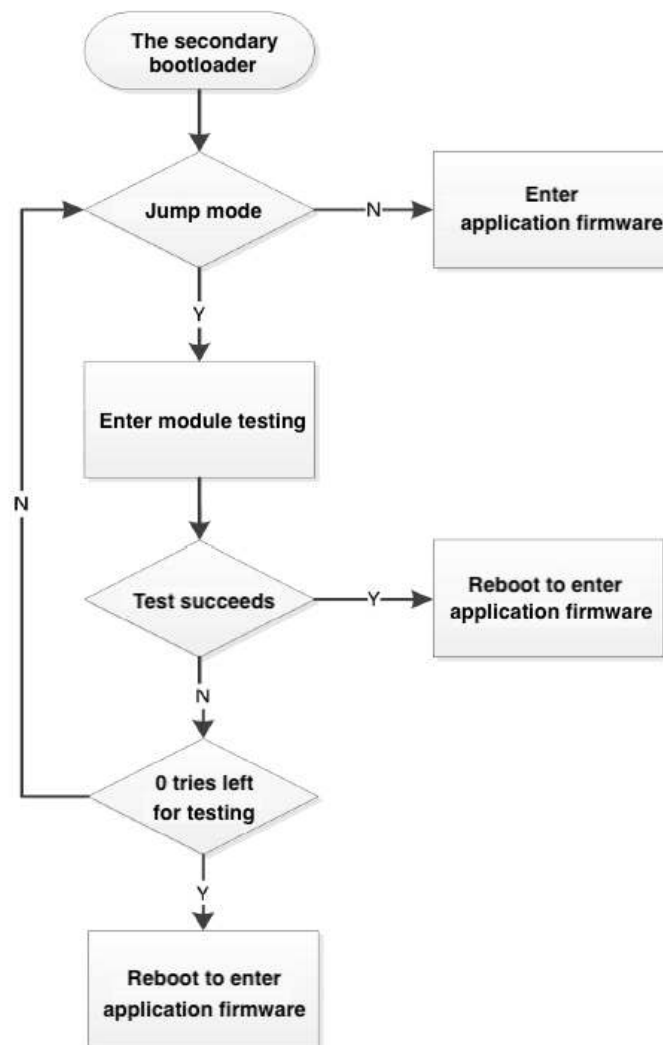 The secondary
bootloader
Jump mode
N
Enter
application firmware
Y
Enter module testing
N
Test succeeds
Y
Reboot to enter
application firmware
N
0 tries left
for testing
Y
Reboot to enter
application firmware